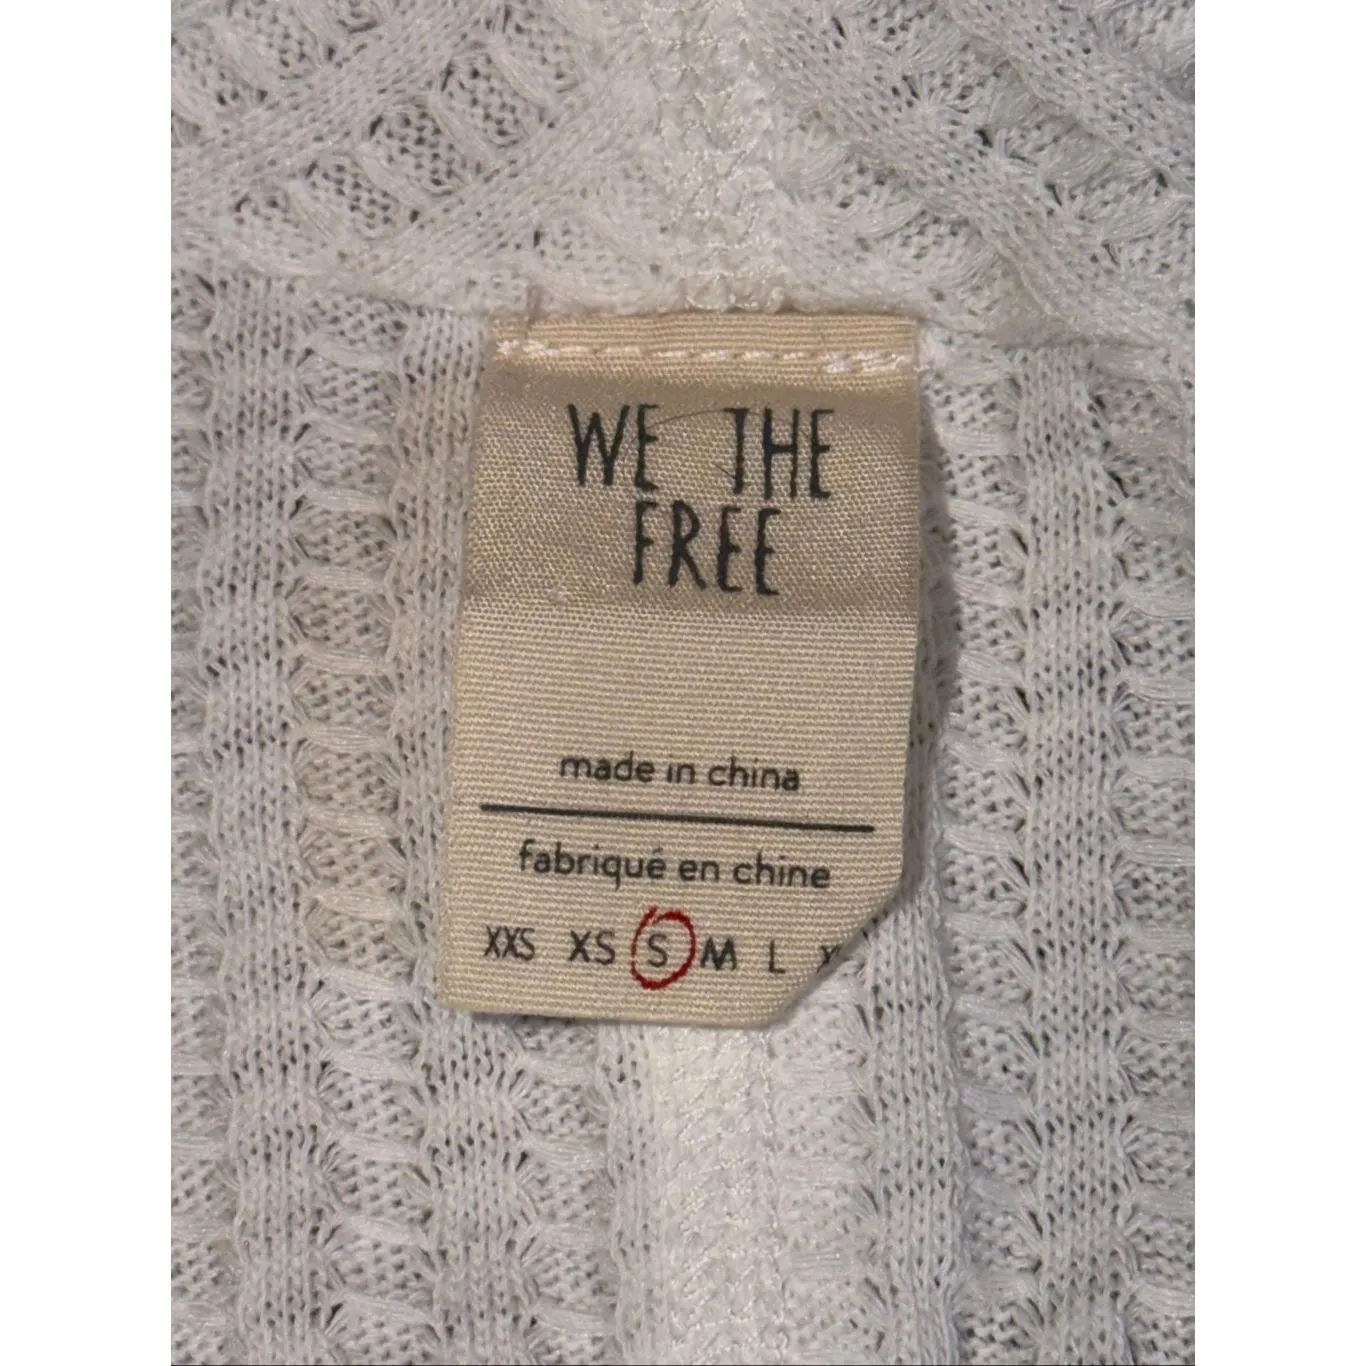 WE THE
FREE
made in china
fabriqué en chine
XXS XS S M L